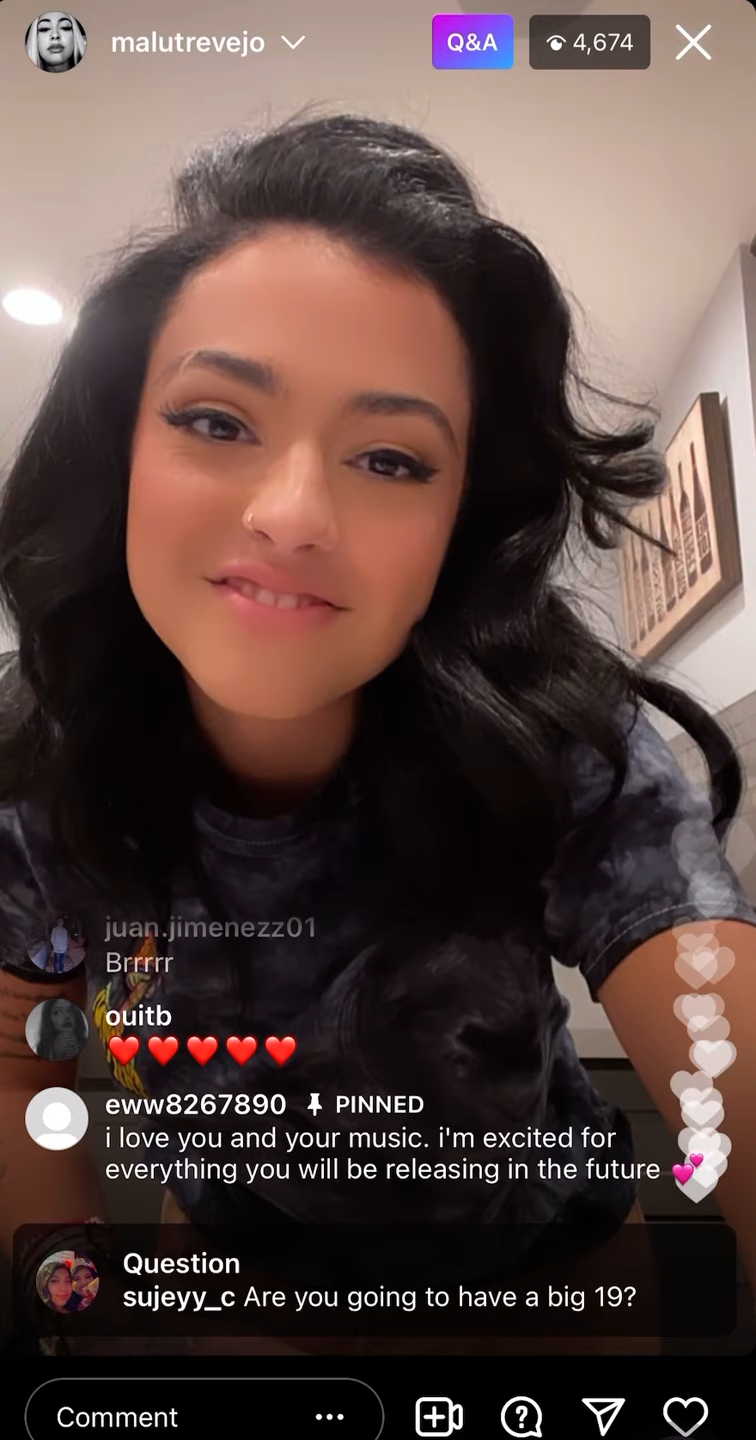 malutrevejo
Q&A
4,674
juan.jimenezz01
Brrrrr
ouitb
❤️❤️❤️❤️❤️
eww8267890 PINNED
i love you and your music. i'm excited for
everything you will be releasing in the future 💕
Question
sujeyy_c Are you going to have a big 19?
Comment